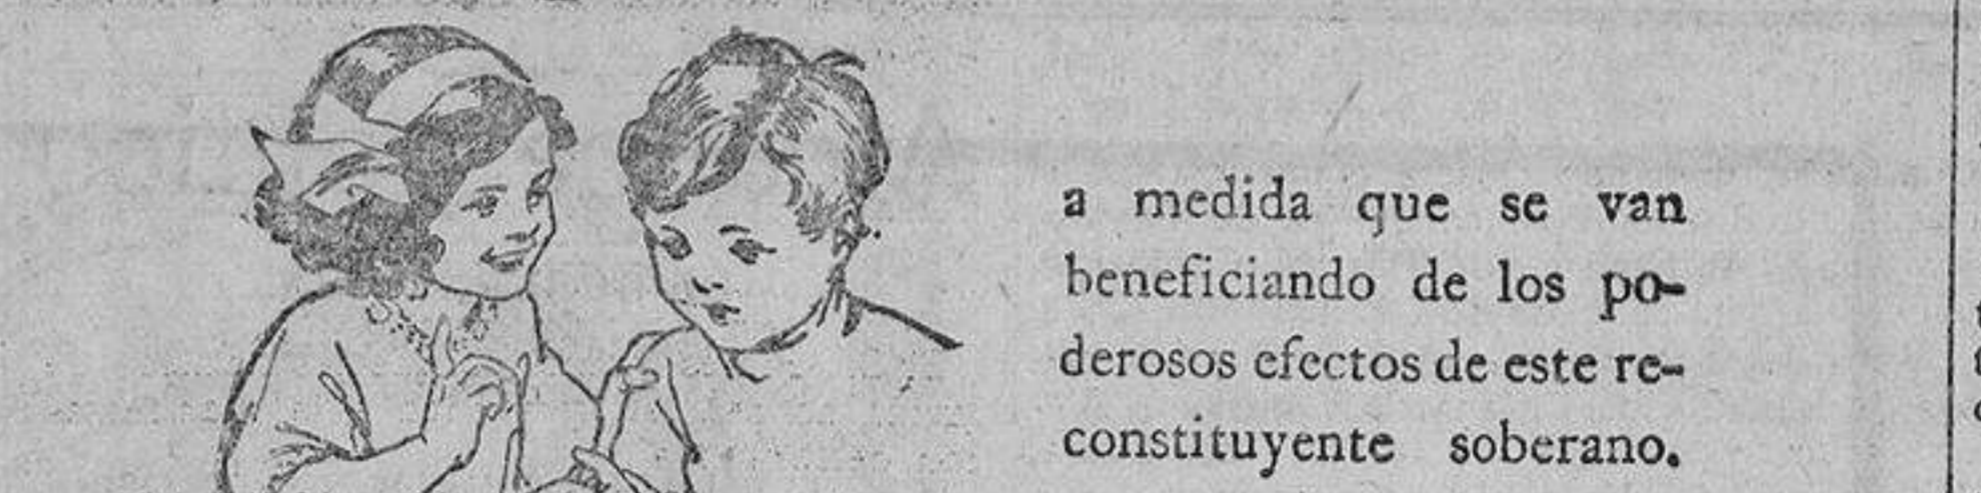 a medida que se van
beneficiando de los po-
derosos efectos de este re-
constituyente soberano.